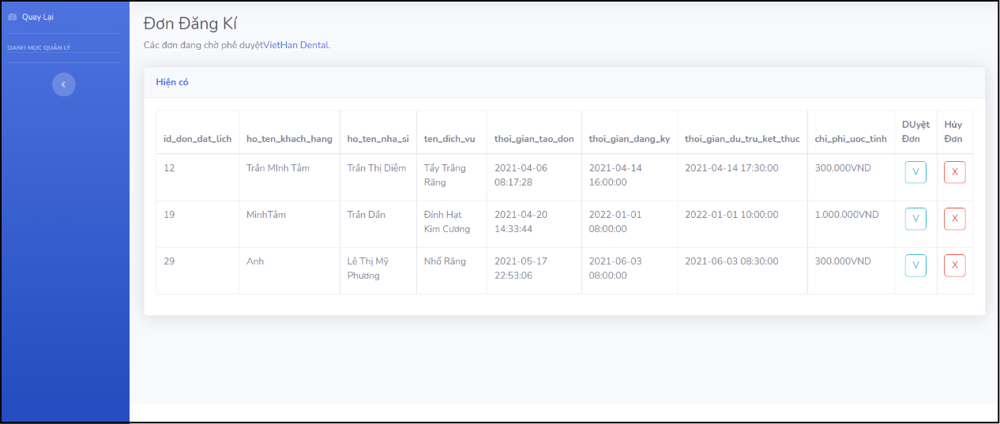 Quay Lại
DANH MỤC QUẢN LÝ
Đơn Đăng Kí
Các đơn đang chờ phê duyệtVietHan Dental.
Hiện có
id_don_dat_lich ho_ten_khach_hang ho_ten_nha_si ten_dich_vu thoi_gian_tao_don thoi_gian_dang_ky thoi_gian_du_tru_ket_thuc chi_phi_uoc_tinh DUyệt Hủy
Đơn Đơn
12 Trần MInh Tâm Trần Thị Diễm Tẩy Trắng 2021-04-06 2021-04-14 2021-04-14 17:30:00 300.000VND V X
Răng 08:17:28 16:00:00
19 MinhTâm Trần Dần Đính Hạt 2021-04-20 2022-01-01 2022-01-01 10:00:00 1.000.000VND V X
Kim Cương 14:33:44 08:00:00
29 Anh Lê Thị Mỹ Nhổ Răng 2021-05-17 2021-06-03 2021-06-03 08:30:00 300.000VND V X
Phương 22:53:06 08:00:00